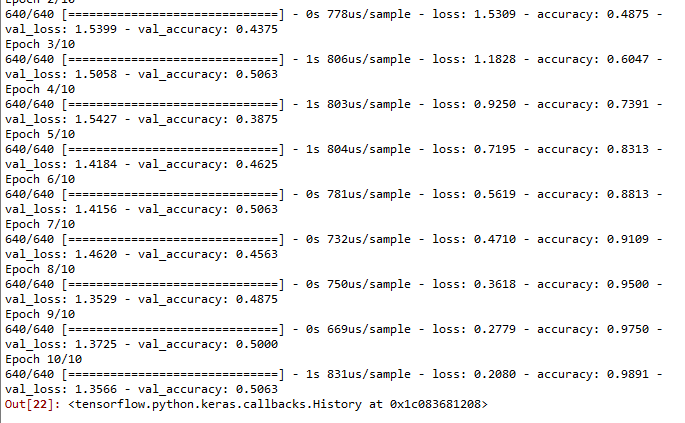 Epoch 2/10
640/640 [==============================] - 0s 778us/sample - loss: 1.5309 - accuracy: 0.4875 -
val_loss: 1.5399 - val_accuracy: 0.4375
Epoch 3/10
640/640 [==============================] - 1s 806us/sample - loss: 1.1828 - accuracy: 0.6047 -
val_loss: 1.5058 - val_accuracy: 0.5063
Epoch 4/10
640/640 [==============================] - 1s 803us/sample - loss: 0.9250 - accuracy: 0.7391 -
val_loss: 1.5427 - val_accuracy: 0.3875
Epoch 5/10
640/640 [==============================] - 1s 804us/sample - loss: 0.7195 - accuracy: 0.8313 -
val_loss: 1.4184 - val_accuracy: 0.4625
Epoch 6/10
640/640 [==============================] - 0s 781us/sample - loss: 0.5619 - accuracy: 0.8813 -
val_loss: 1.4156 - val_accuracy: 0.5063
Epoch 7/10
640/640 [==============================] - 0s 732us/sample - loss: 0.4710 - accuracy: 0.9109 -
val_loss: 1.4620 - val_accuracy: 0.4563
Epoch 8/10
640/640 [==============================] - 0s 750us/sample - loss: 0.3618 - accuracy: 0.9500 -
val_loss: 1.3529 - val_accuracy: 0.4875
Epoch 9/10
640/640 [==============================] - 0s 669us/sample - loss: 0.2779 - accuracy: 0.9750 -
val_loss: 1.3725 - val_accuracy: 0.5000
Epoch 10/10
640/640 [==============================] - 1s 831us/sample - loss: 0.2080 - accuracy: 0.9891 -
val_loss: 1.3566 - val_accuracy: 0.5063
Out[22]: <tensorflow.python.keras.callbacks.History at 0x1c083681208>